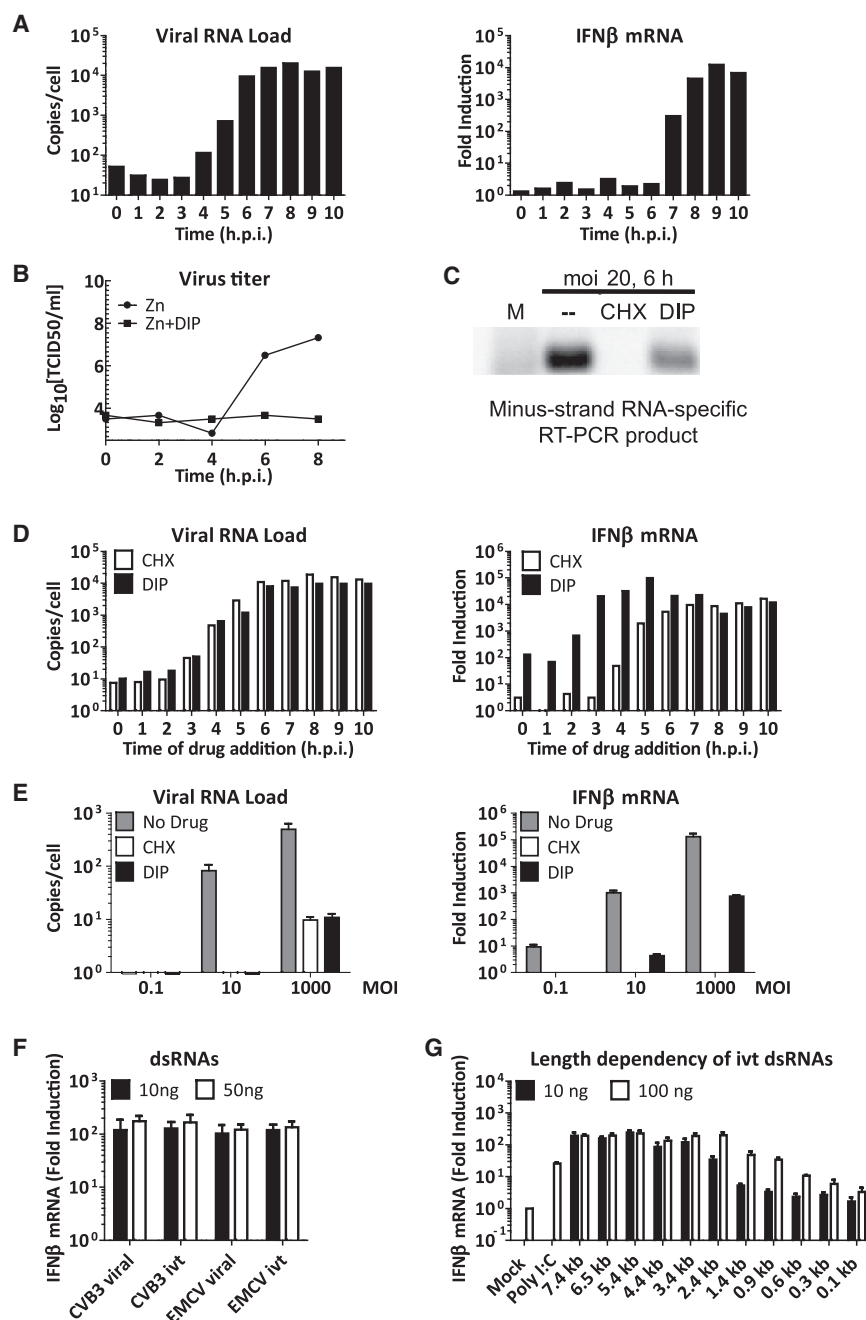 A
Viral RNA Load
Copies/cell
10^5
10^4
10^3
10^2
10^1
0 1 2 3 4 5 6 7 8 9 10
Time (h.p.i.)
IFNβ mRNA
Fold Induction
10^5
10^4
10^3
10^2
10^1
10^0
0 1 2 3 4 5 6 7 8 9 10
Time (h.p.i.)
B
Virus titer
Log10[TCID50/ml]
10
8
6
4
Zn
Zn+DIP
0 2 4 6 8
Time (h.p.i.)
C
moi 20, 6 h
M -- CHX DIP
Minus-strand RNA-specific
RT-PCR product
D
Viral RNA Load
Copies/cell
10^5
10^4
10^3
10^2
10^1
10^0
CHX
DIP
0 1 2 3 4 5 6 7 8 9 10
Time of drug addition (h.p.i.)
IFNβ mRNA
Fold Induction
10^6
10^5
10^4
10^3
10^2
10^1
10^0
CHX
DIP
0 1 2 3 4 5 6 7 8 9 10
Time of drug addition (h.p.i.)
E
Viral RNA Load
Copies/cell
10^3
10^2
10^1
10^0
No Drug
CHX
DIP
0.1 10 1000 MOI
IFNβ mRNA
Fold Induction
10^6
10^5
10^4
10^3
10^2
10^1
10^0
No Drug
CHX
DIP
0.1 10 1000 MOI
F
dsRNAs
IFNβ mRNA (Fold Induction)
10^3
10^2
10^1
10^0
10ng 50ng
CVB3 viral
CVB3 ivt
EMCV viral
EMCV ivt
G
Length dependency of ivt dsRNAs
IFNβ mRNA (Fold Induction)
10^4
10^3
10^2
10^1
10^0
10^-1
10 ng 100 ng
Mock
Poly I:C
7.4 kb
6.5 kb
5.4 kb
4.4 kb
3.4 kb
2.4 kb
1.4 kb
0.9 kb
0.6 kb
0.3 kb
0.1 kb